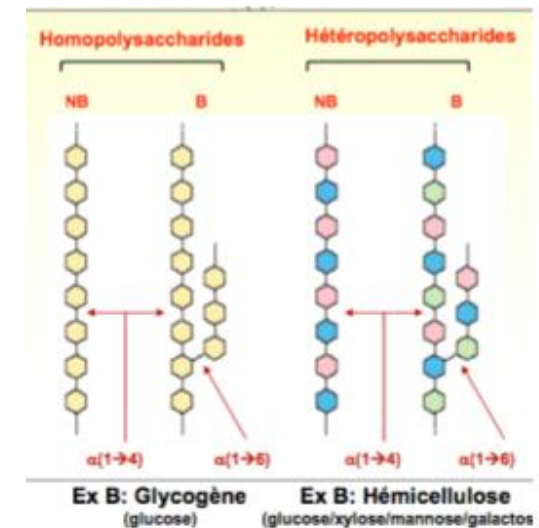 Homopolysaccharides
Hétéropolysaccharides
NB
B
NB
B
α(1→4)
α(1→6)
α(1→4)
α(1→6)
Ex B: Glycogène
(glucose)
Ex B: Hémicellulose
(glucose/xylose/mannose/galactos